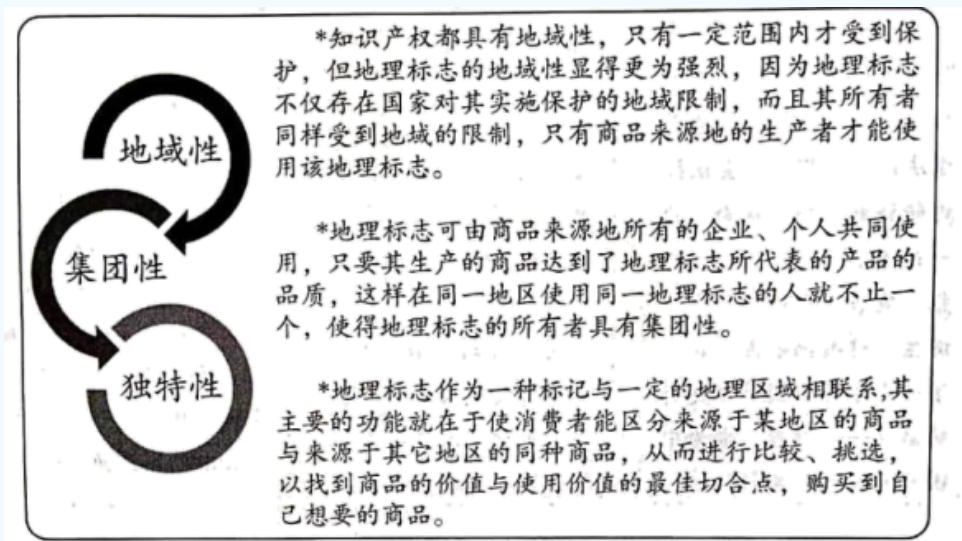 *知识产权都具有地域性，只有一定范围内才受到保
护，但地理标志的地域性显得更为强烈，因为地理标志
不仅存在国家对其实施保护的地域限制，而且其所有者
同样受到地域的限制，只有商品来源地的生产者才能使
用该地理标志。
地域性
*地理标志可由商品来源地所有的企业、个人共同使
用，只要其生产的商品达到了地理标志所代表的产品的
品质，这样在同一地区使用同一地理标志的人就不止一
个，使得地理标志的所有者具有集团性。
集团性
*地理标志作为一种标记与一定的地理区域相联系,其
主要的功能就在于使消费者能区分来源于某地区的商品
与来源于其它地区的同种商品，从而进行比较、挑选，
以找到商品的价值与使用价值的最佳切合点，购买到自
己想要的商品。
独特性